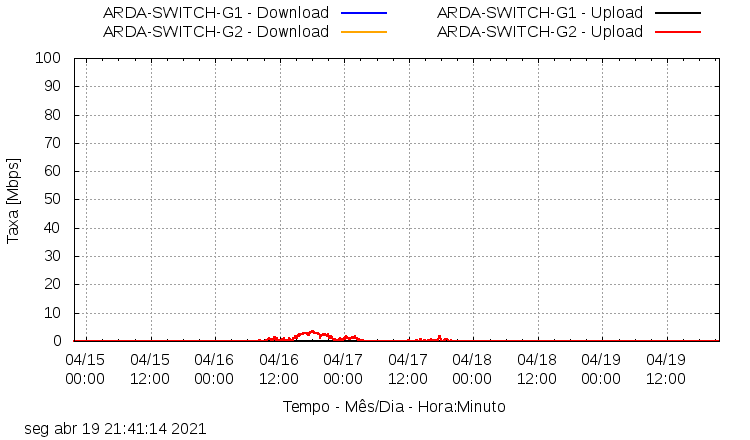 ARDA-SWITCH-G1 - Download
ARDA-SWITCH-G1 - Upload
ARDA-SWITCH-G2 - Download
ARDA-SWITCH-G2 - Upload
100
90
80
70
60
50
40
30
20
10
0
Taxa [Mbps]
04/15 04/15 04/16 04/16 04/17 04/17 04/18 04/18 04/19 04/19
00:00 12:00 00:00 12:00 00:00 12:00 00:00 12:00 00:00 12:00
Tempo - Mês/Dia - Hora:Minuto
seg abr 19 21:41:14 2021